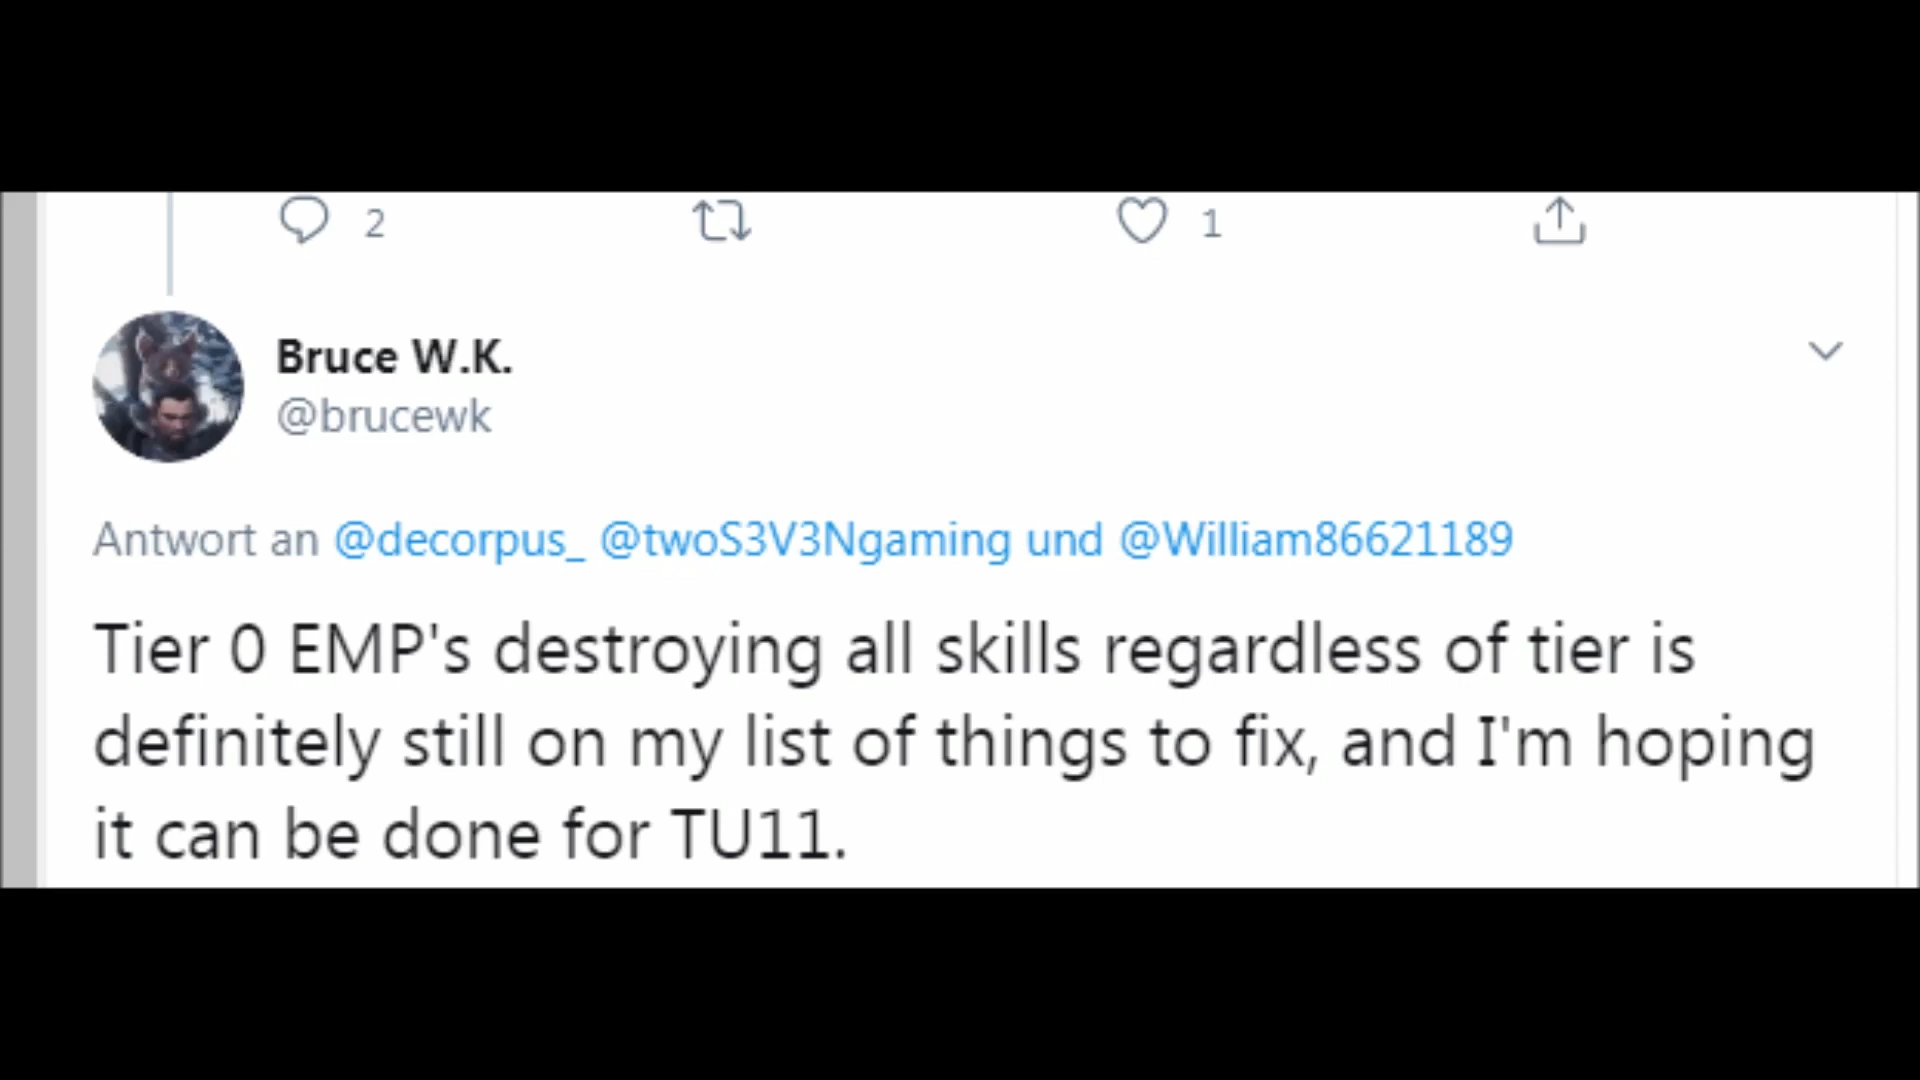 2 1
Bruce W.K.
@brucewk
Antwort an @decorpus_ @twoS3V3Ngaming und @William86621189
Tier 0 EMP's destroying all skills regardless of tier is
definitely still on my list of things to fix, and I'm hoping
it can be done for TU11.